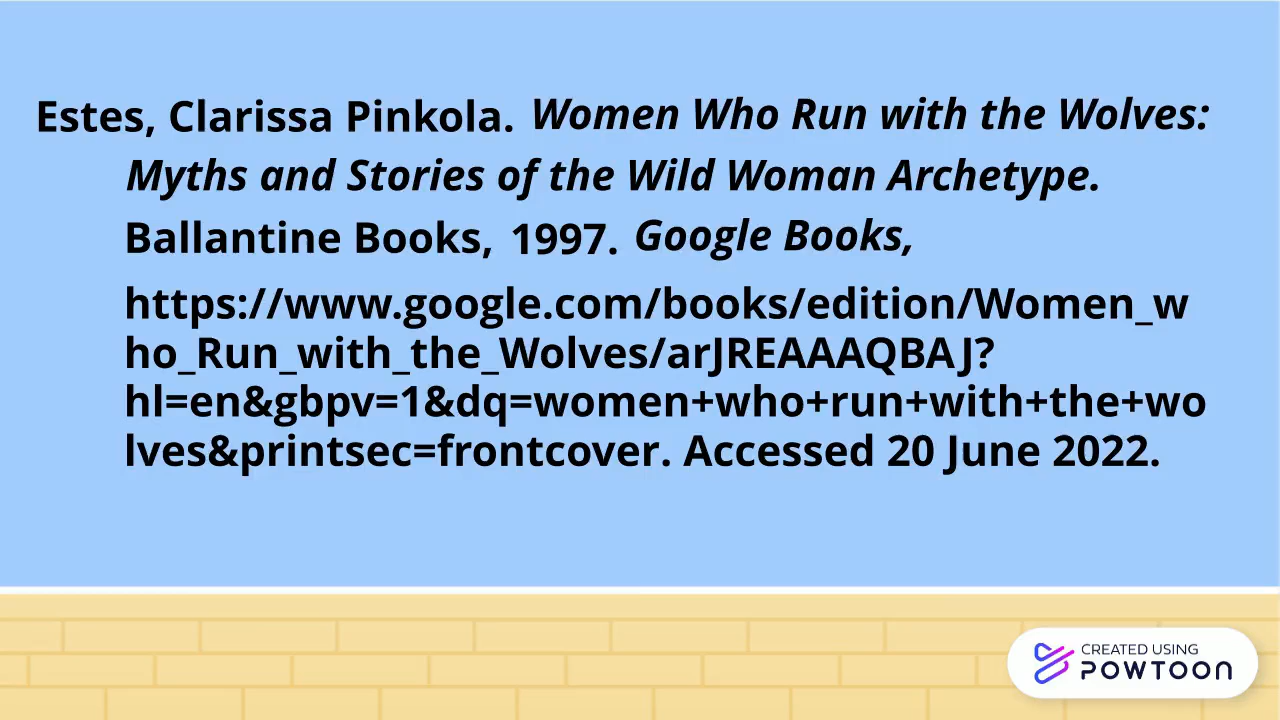 Estes, Clarissa Pinkola. Women Who Run with the Wolves:
Myths and Stories of the Wild Woman Archetype.
Ballantine Books, 1997. Google Books,
https://www.google.com/books/edition/Women_w
ho_Run_with_the_Wolves/arJREAAAQBAJ?
hl=en&gbpv=1&dq=women+who+run+with+the+wo
lves&printsec=frontcover. Accessed 20 June 2022.
CREATED USING
POWTOON